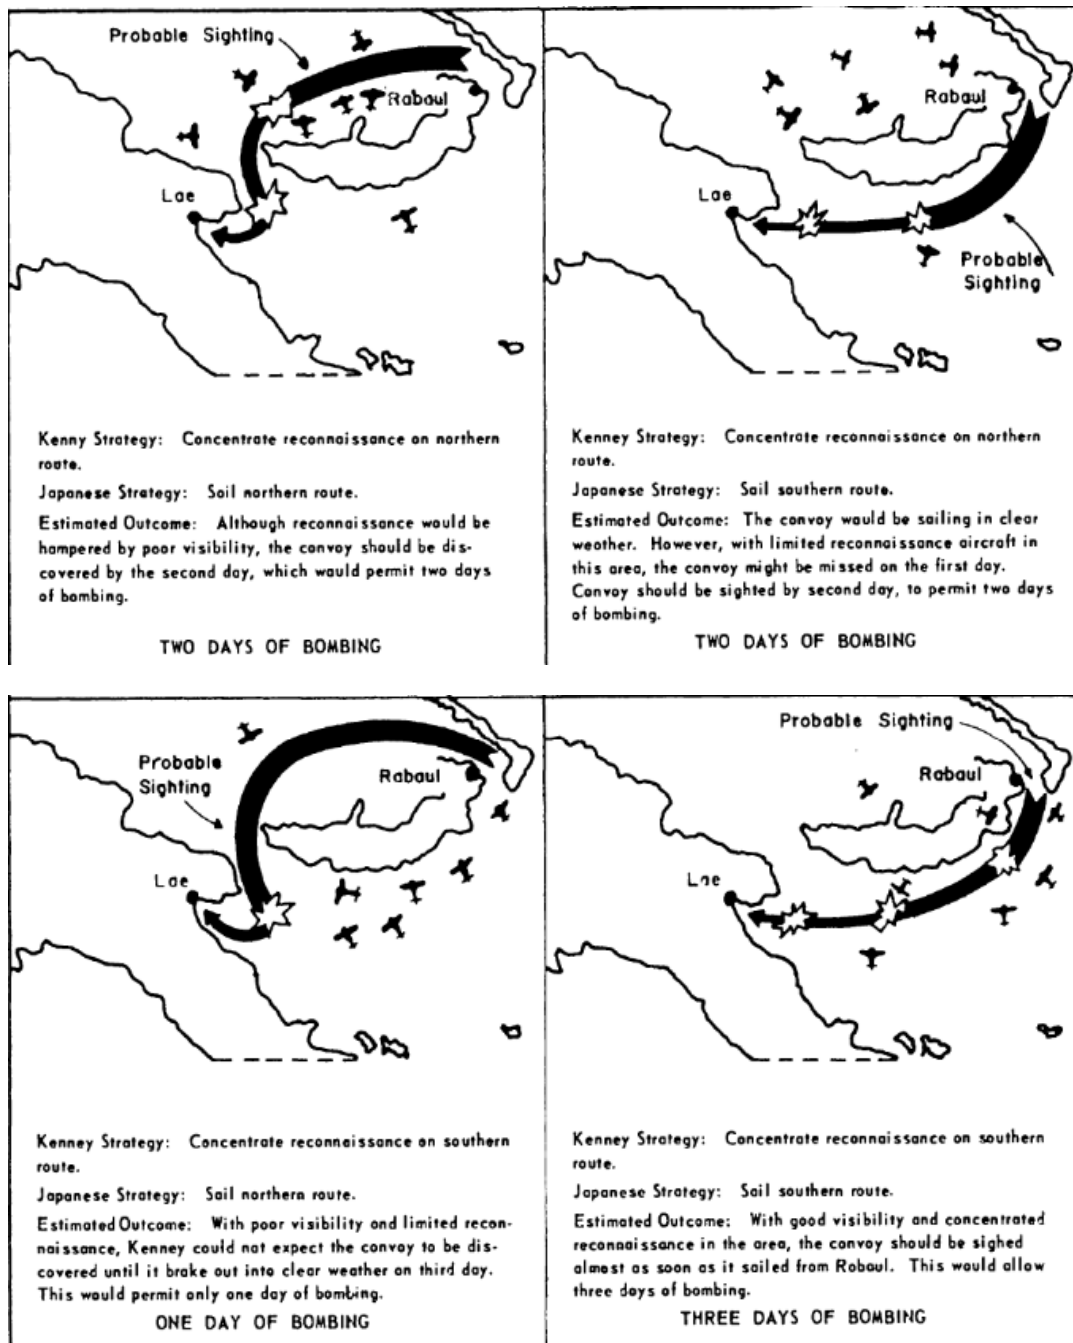 Probable Sighting
Rabaul
Lae
Kenny Strategy: Concentrate reconnaissance on northern
route.
Japanese Strategy: Sail northern route.
Estimated Outcome: Although reconnaissance would be
hampered by poor visibility, the convoy should be dis-
covered by the second day, which would permit two days
of bombing.
TWO DAYS OF BOMBING
Rabaul
Lae
Probable
Sighting
Kenney Strategy: Concentrate reconnaissance on northern
route.
Japanese Strategy: Sail southern route.
Estimated Outcome: The convoy would be sailing in clear
weather. However, with limited reconnaissance aircraft in
this area, the convoy might be missed on the first day.
Convoy should be sighted by second day, to permit two days
of bombing.
TWO DAYS OF BOMBING
Probable
Sighting
Rabaul
Lae
Kenney Strategy: Concentrate reconnaissance on southern
route.
Japanese Strategy: Sail northern route.
Estimated Outcome: With poor visibility and limited recon-
naissance, Kenney could not expect the convoy to be dis-
covered until it brake out into clear weather on third day.
This would permit only one day of bombing.
ONE DAY OF BOMBING
Probable Sighting
Rabaul
Lae
Kenney Strategy: Concentrate reconnaissance on southern
route.
Japanese Strategy: Sail southern route.
Estimated Outcome: With good visibility and concentrated
reconnaissance in the area, the convoy should be sighed
almost as soon as it sailed from Rabaul. This would allow
three days of bombing.
THREE DAYS OF BOMBING